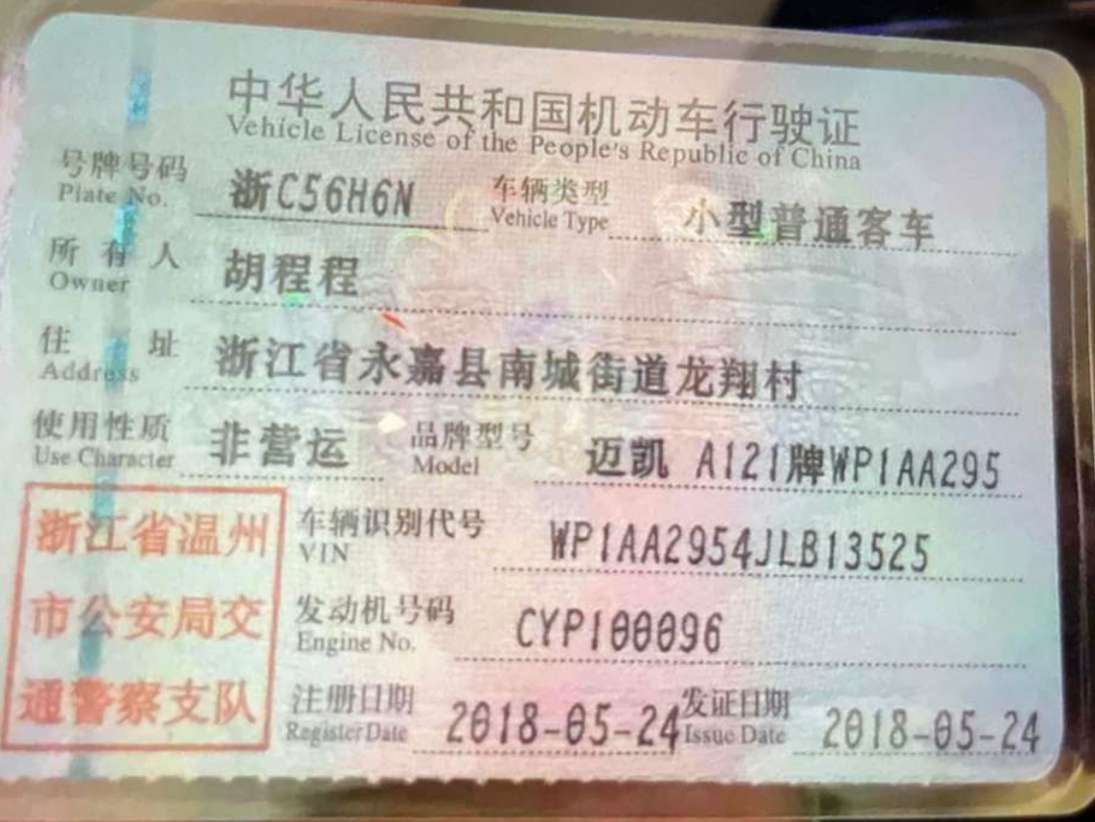 中华人民共和国机动车行驶证
Vehicle License of the People's Republic of China
号牌号码 浙C56H6N 车辆类型 小型普通客车
Plate No. Vehicle Type
所有人 胡程程
Owner
住址 浙江省永嘉县南城街道龙翔村
Address
使用性质 非营运 品牌型号 迈凯 A121牌WP1AA295
Use Character Model
浙江省温州 车辆识别代号 WP1AA2954JLB13525
VIN
市公安局交 发动机号码 CYP100096
Engine No.
通警察支队 注册日期 2018-05-24 发证日期 2018-05-24
Register Date Issue Date